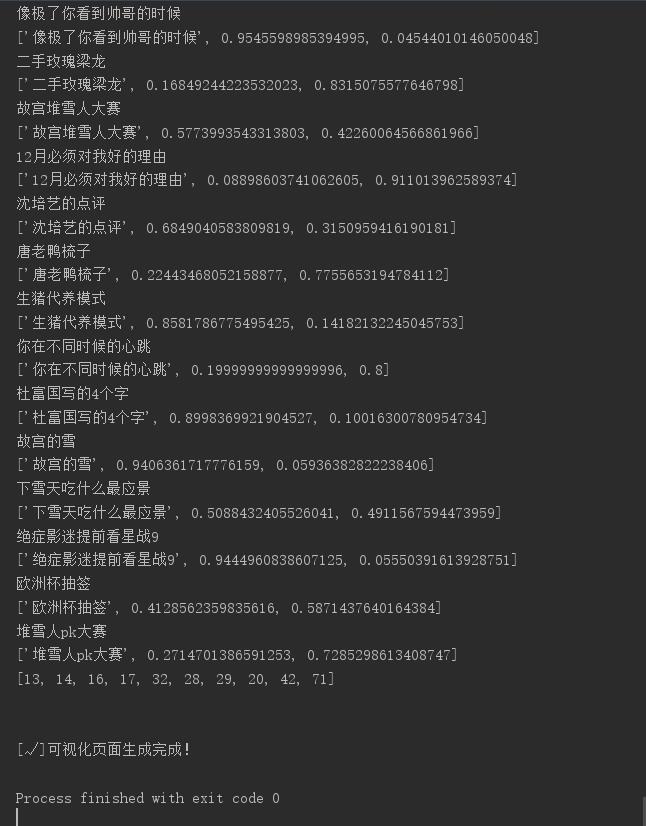 像极了你看到帅哥的时候
['像极了你看到帅哥的时候', 0.9545598985394995, 0.04544010146050048]
二手玫瑰梁龙
['二手玫瑰梁龙', 0.16849244223532023, 0.8315075577646798]
故宫堆雪人大赛
['故宫堆雪人大赛', 0.5773993543313803, 0.42260064566861966]
12月必须对我好的理由
['12月必须对我好的理由', 0.08898603741062605, 0.911013962589374]
沈培艺的点评
['沈培艺的点评', 0.6849040583809819, 0.3150959416190181]
唐老鸭梳子
['唐老鸭梳子', 0.22443468052158877, 0.7755653194784112]
生猪代养模式
['生猪代养模式', 0.8581786775495425, 0.14182132245045753]
你在不同时候的心跳
['你在不同时候的心跳', 0.19999999999999996, 0.8]
杜富国写的4个字
['杜富国写的4个字', 0.8998369921904527, 0.10016300780954734]
故宫的雪
['故宫的雪', 0.9406361717776159, 0.05936382822238406]
下雪天吃什么最应景
['下雪天吃什么最应景', 0.5088432405526041, 0.4911567594473959]
绝症影迷提前看星战9
['绝症影迷提前看星战9', 0.9444960838607125, 0.05550391613928751]
欧洲杯抽签
['欧洲杯抽签', 0.4128562359835616, 0.5871437640164384]
堆雪人pk大赛
['堆雪人pk大赛', 0.2714701386591253, 0.7285298613408747]
[13, 14, 16, 17, 32, 28, 29, 20, 42, 71]
[√]可视化页面生成完成!
Process finished with exit code 0